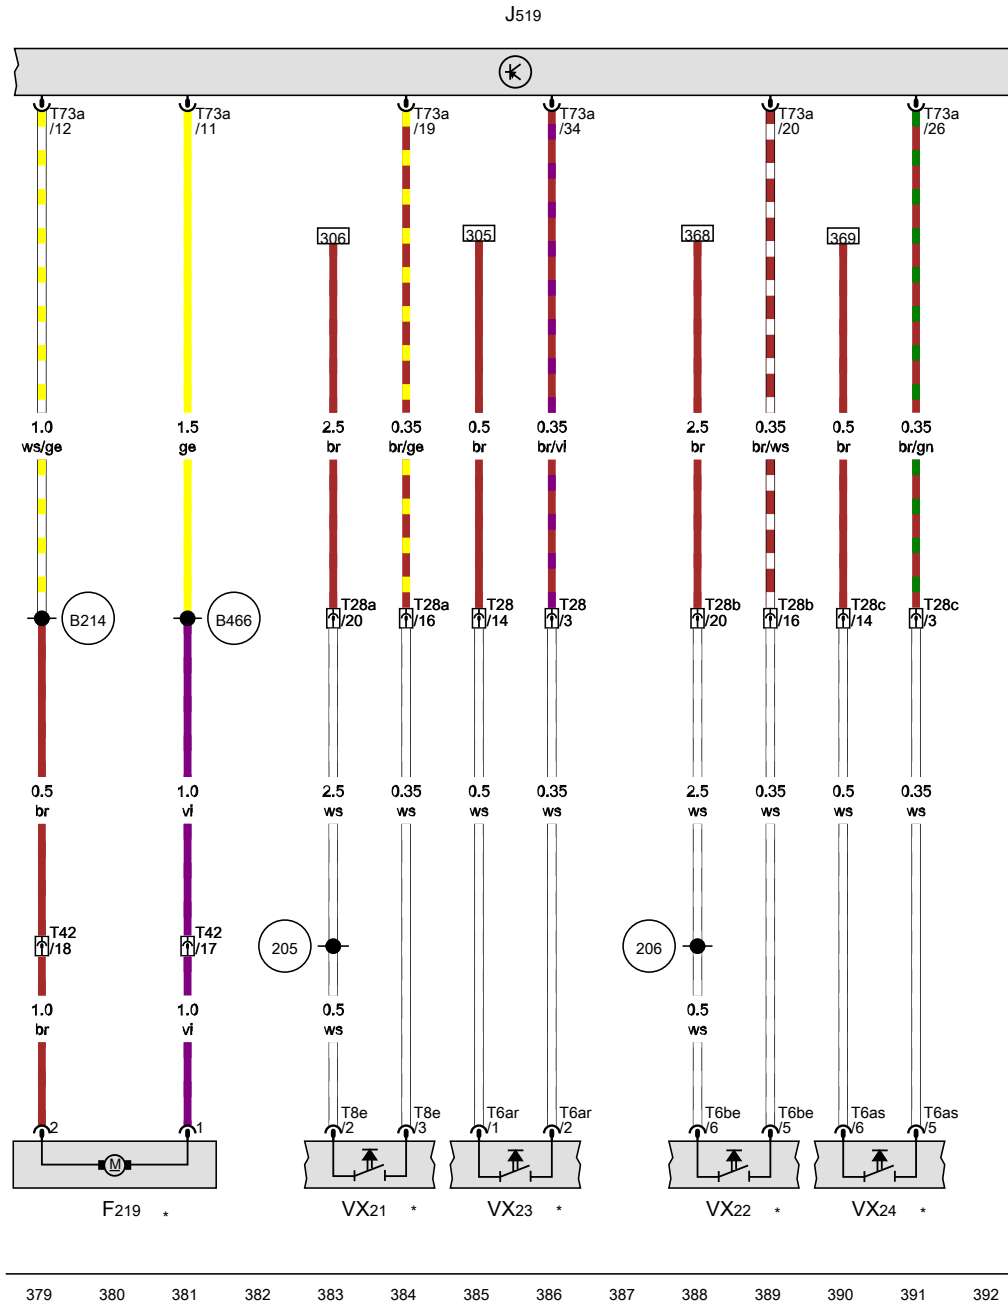 J519
T73a T73a T73a T73a T73a T73a
/12 /11 /19 /34 /20 /26
306 305 368 369
1.0 1.5 2.5 0.35 0.5 0.35 2.5 0.35 0.5 0.35
ws/ge ge br br/ge br br/vi br br/ws br br/gn
T28a T28a T28 T28 T28b T28b T28c T28c
B214 B466 /20 /16 /14 /3 /20 /16 /14 /3
0.5 1.0 2.5 0.35 0.5 0.35 2.5 0.35 0.5 0.35
br vi ws ws ws ws ws ws ws ws
T42 T42
/18 /17 205 206
1.0 1.0 0.5 0.5
br vi ws ws
T8e T8e T6ar T6ar T6be T6be T6as T6as
2 1 /2 /3 /1 /2 /6 /5 /6 /5
M
F219 * VX21 * VX23 * VX22 * VX24 *
379 380 381 382 383 384 385 386 387 388 389 390 391 392